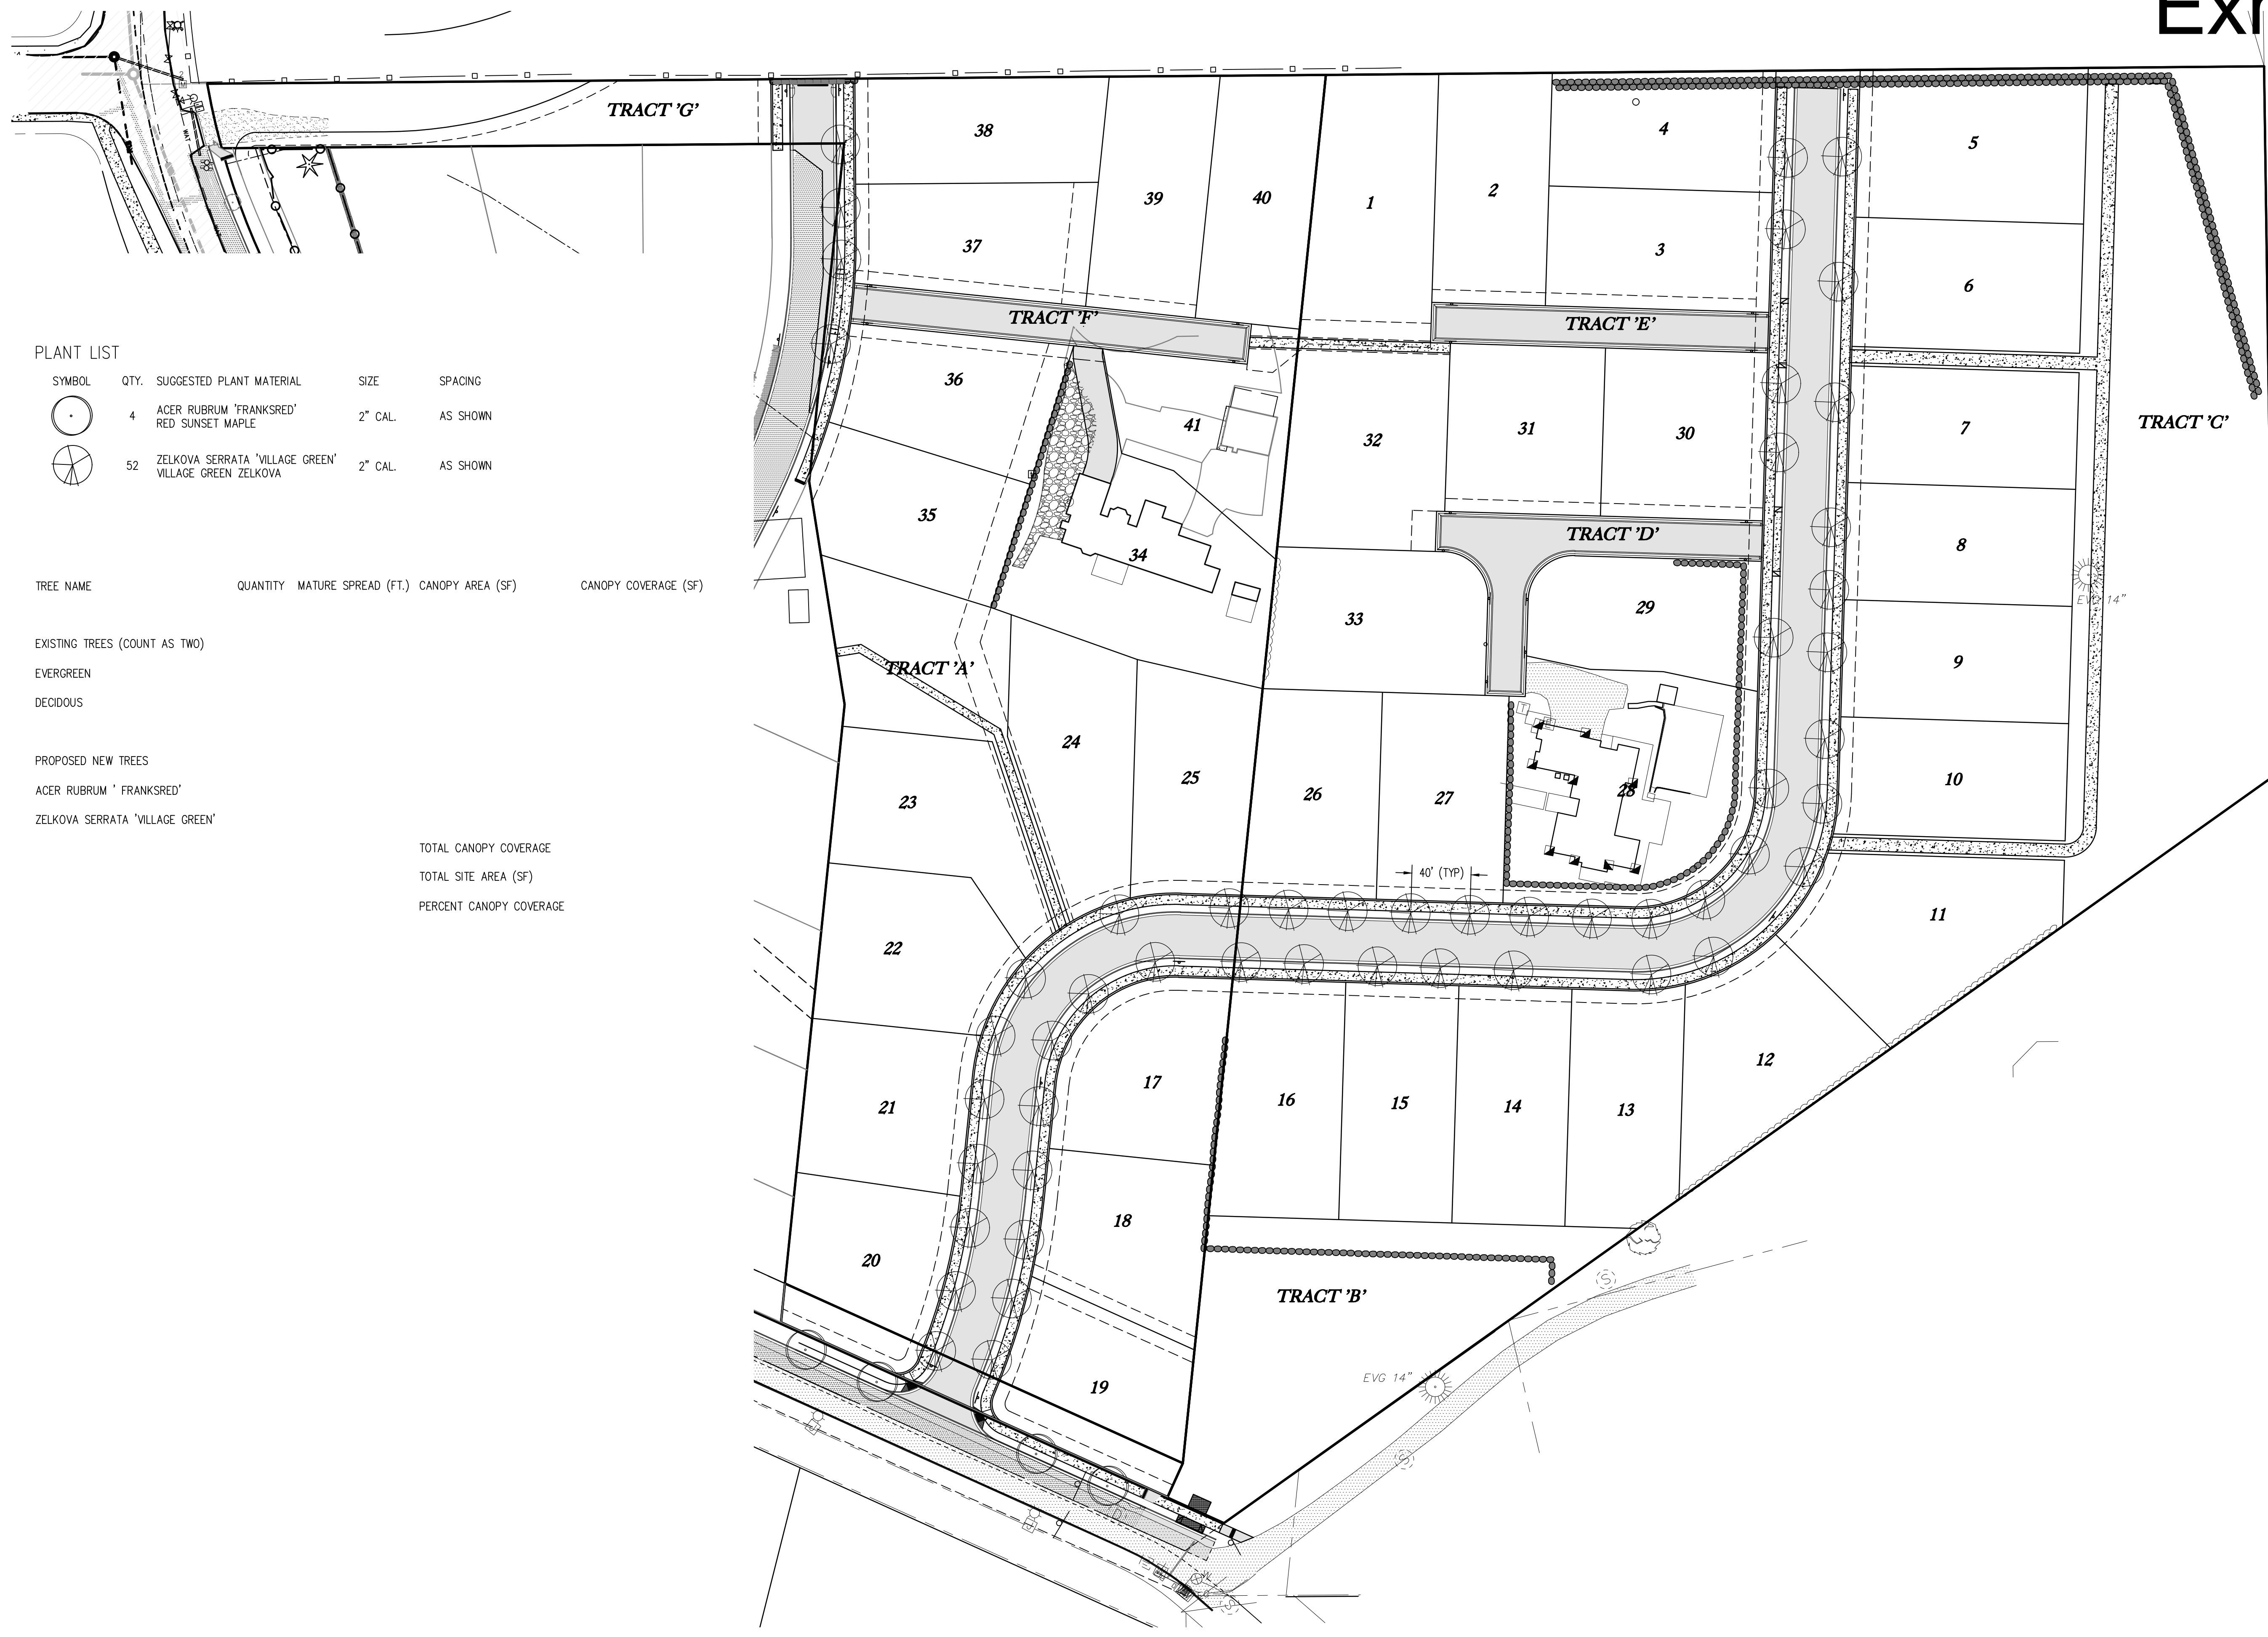 Exh
TRACT 'G'
38
39
40
1
2
4
5
37
3
6
TRACT 'F'
TRACT 'E'
PLANT LIST
SYMBOL QTY. SUGGESTED PLANT MATERIAL SIZE SPACING
4 ACER RUBRUM 'FRANKSRED' 2" CAL. AS SHOWN
RED SUNSET MAPLE
52 ZELKOVA SERRATA 'VILLAGE GREEN' 2" CAL. AS SHOWN
VILLAGE GREEN ZELKOVA
36
41
32
31
30
7
TRACT 'C'
35
34
TRACT 'D'
8
EVG 14"
TREE NAME QUANTITY MATURE SPREAD (FT.) CANOPY AREA (SF) CANOPY COVERAGE (SF)
EXISTING TREES (COUNT AS TWO)
EVERGREEN
DECIDOUS
PROPOSED NEW TREES
ACER RUBRUM ' FRANKSRED'
ZELKOVA SERRATA 'VILLAGE GREEN'
TOTAL CANOPY COVERAGE
TOTAL SITE AREA (SF)
PERCENT CANOPY COVERAGE
33
29
TRACT 'A'
9
24
25
26
27
28
10
23
40' (TYP)
22
11
21
17
16
15
14
13
12
20
18
TRACT 'B'
S
19
EVG 14"
S
S